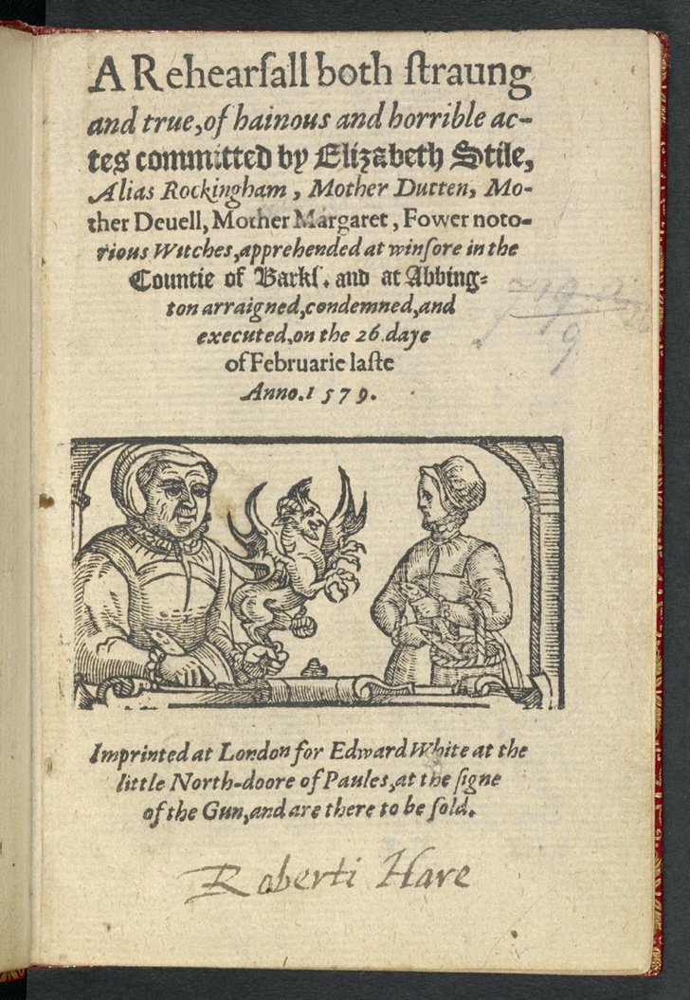 A Rehearſall both ſtraung
and true, of hainous and horrible ac-
tes committed by Elizabeth Stile,
Alias Rockingham, Mother Dutten, Mo-
ther Deuell, Mother Margaret, Fower noto-
rious Witches, apprehended at winſore in the
Countie of Barkſ. and at Abbing-
ton arraigned, condemned, and
executed, on the 26. daye
of Februarie laſte
Anno. 1579.
Imprinted at London for Edward White at the
little North-doore of Paules, at the ſigne
of the Gun, and are there to be ſold.
Roberti Hare